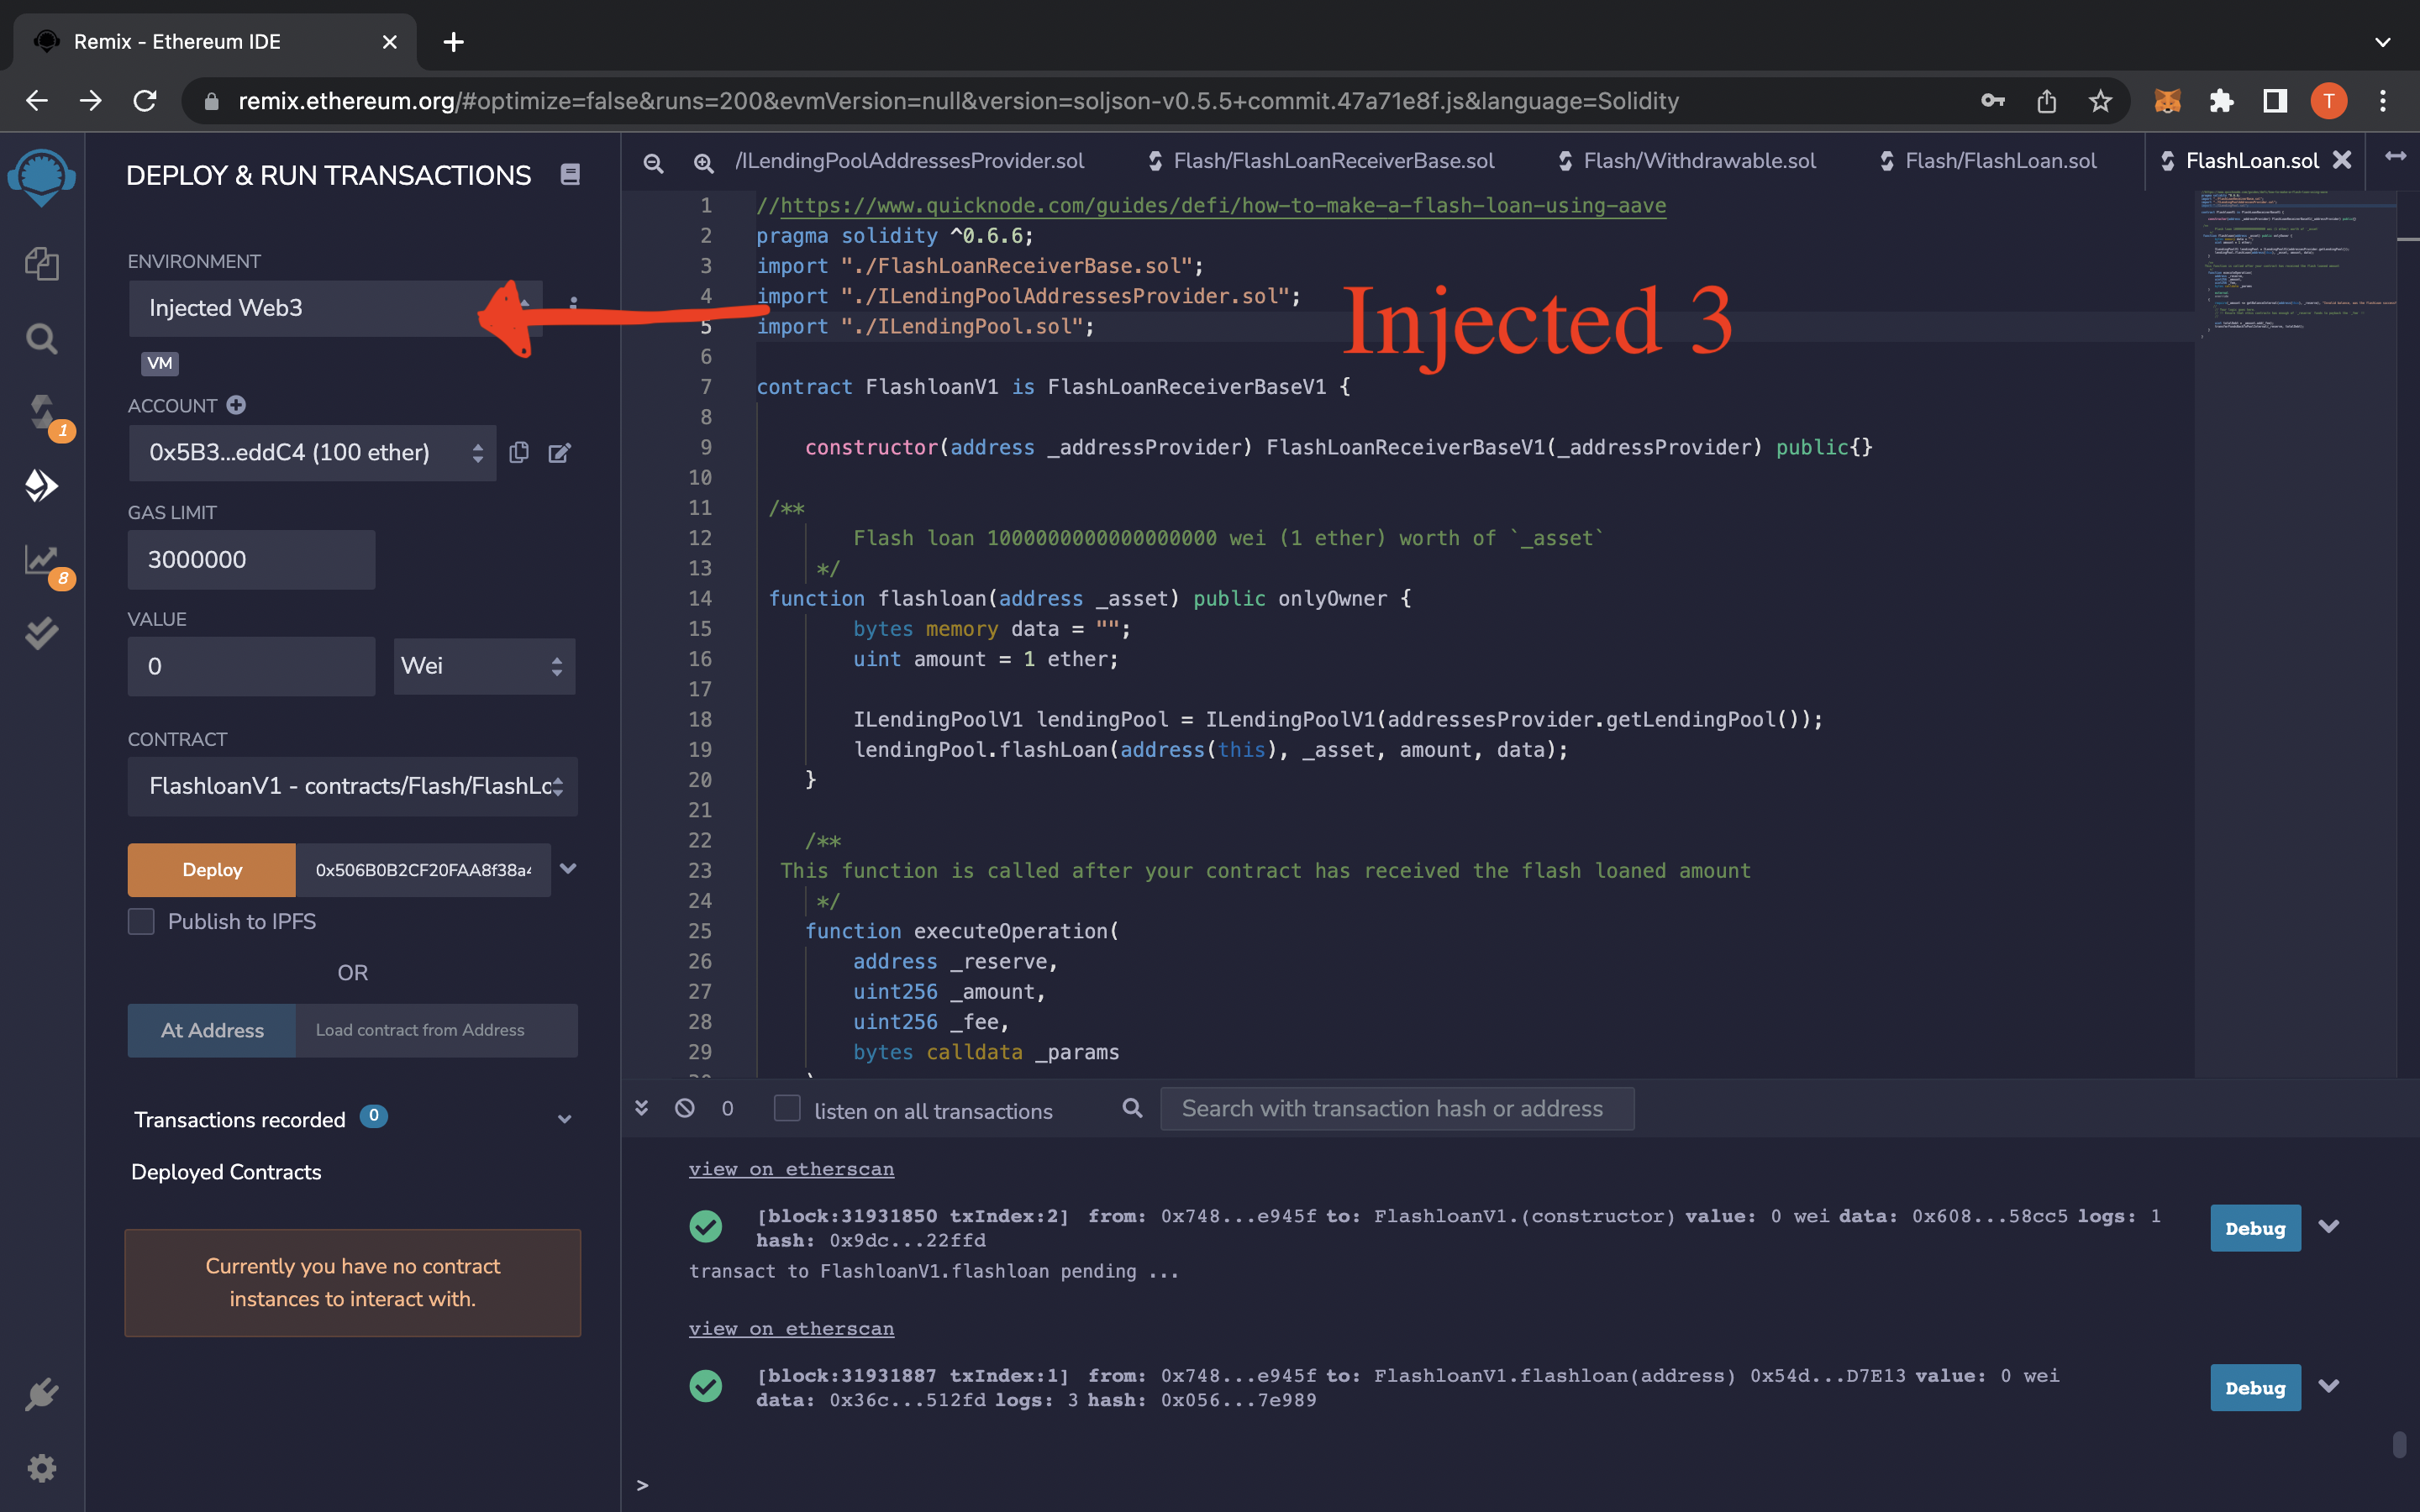 Remix - Ethereum IDE
remix.ethereum.org/#optimize=false&runs=200&evmVersion=null&version=soljson-v0.5.5+commit.47a71e8f.js&language=Solidity
T
DEPLOY & RUN TRANSACTIONS
ENVIRONMENT
Injected Web3
VM
ACCOUNT
0x5B3...eddC4 (100 ether)
GAS LIMIT
3000000
VALUE
0
Wei
CONTRACT
FlashloanV1 - contracts/Flash/FlashLo
Deploy
0x506B0B2CF20FAA8f38a4
Publish to IPFS
OR
At Address
Load contract from Address
Transactions recorded 0
Deployed Contracts
Currently you have no contract
instances to interact with.
1
8
/ILendingPoolAddressesProvider.sol
Flash/FlashLoanReceiverBase.sol
Flash/Withdrawable.sol
Flash/FlashLoan.sol
FlashLoan.sol
1 //https://www.quicknode.com/guides/defi/how-to-make-a-flash-loan-using-aave
2 pragma solidity ^0.6.6;
3 import "./FlashLoanReceiverBase.sol";
4 import "./ILendingPoolAddressesProvider.sol";
5 import "./ILendingPool.sol";
Injected 3
6
7 contract FlashloanV1 is FlashLoanReceiverBaseV1 {
8
9 constructor(address _addressProvider) FlashLoanReceiverBaseV1(_addressProvider) public{}
10
11 /**
12 Flash loan 1000000000000000000 wei (1 ether) worth of `_asset`
13 */
14 function flashloan(address _asset) public onlyOwner {
15 bytes memory data = "";
16 uint amount = 1 ether;
17
18 ILendingPoolV1 lendingPool = ILendingPoolV1(addressesProvider.getLendingPool());
19 lendingPool.flashLoan(address(this), _asset, amount, data);
20 }
21
22 /**
23 This function is called after your contract has received the flash loaned amount
24 */
25 function executeOperation(
26 address _reserve,
27 uint256 _amount,
28 uint256 _fee,
29 bytes calldata _params
0
listen on all transactions
Search with transaction hash or address
view on etherscan
[block:31931850 txIndex:2] from: 0x748...e945f to: FlashloanV1.(constructor) value: 0 wei data: 0x608...58cc5 logs: 1
hash: 0x9dc...22ffd
Debug
transact to FlashloanV1.flashloan pending ...
view on etherscan
[block:31931887 txIndex:1] from: 0x748...e945f to: FlashloanV1.flashloan(address) 0x54d...D7E13 value: 0 wei
data: 0x36c...512fd logs: 3 hash: 0x056...7e989
Debug
>